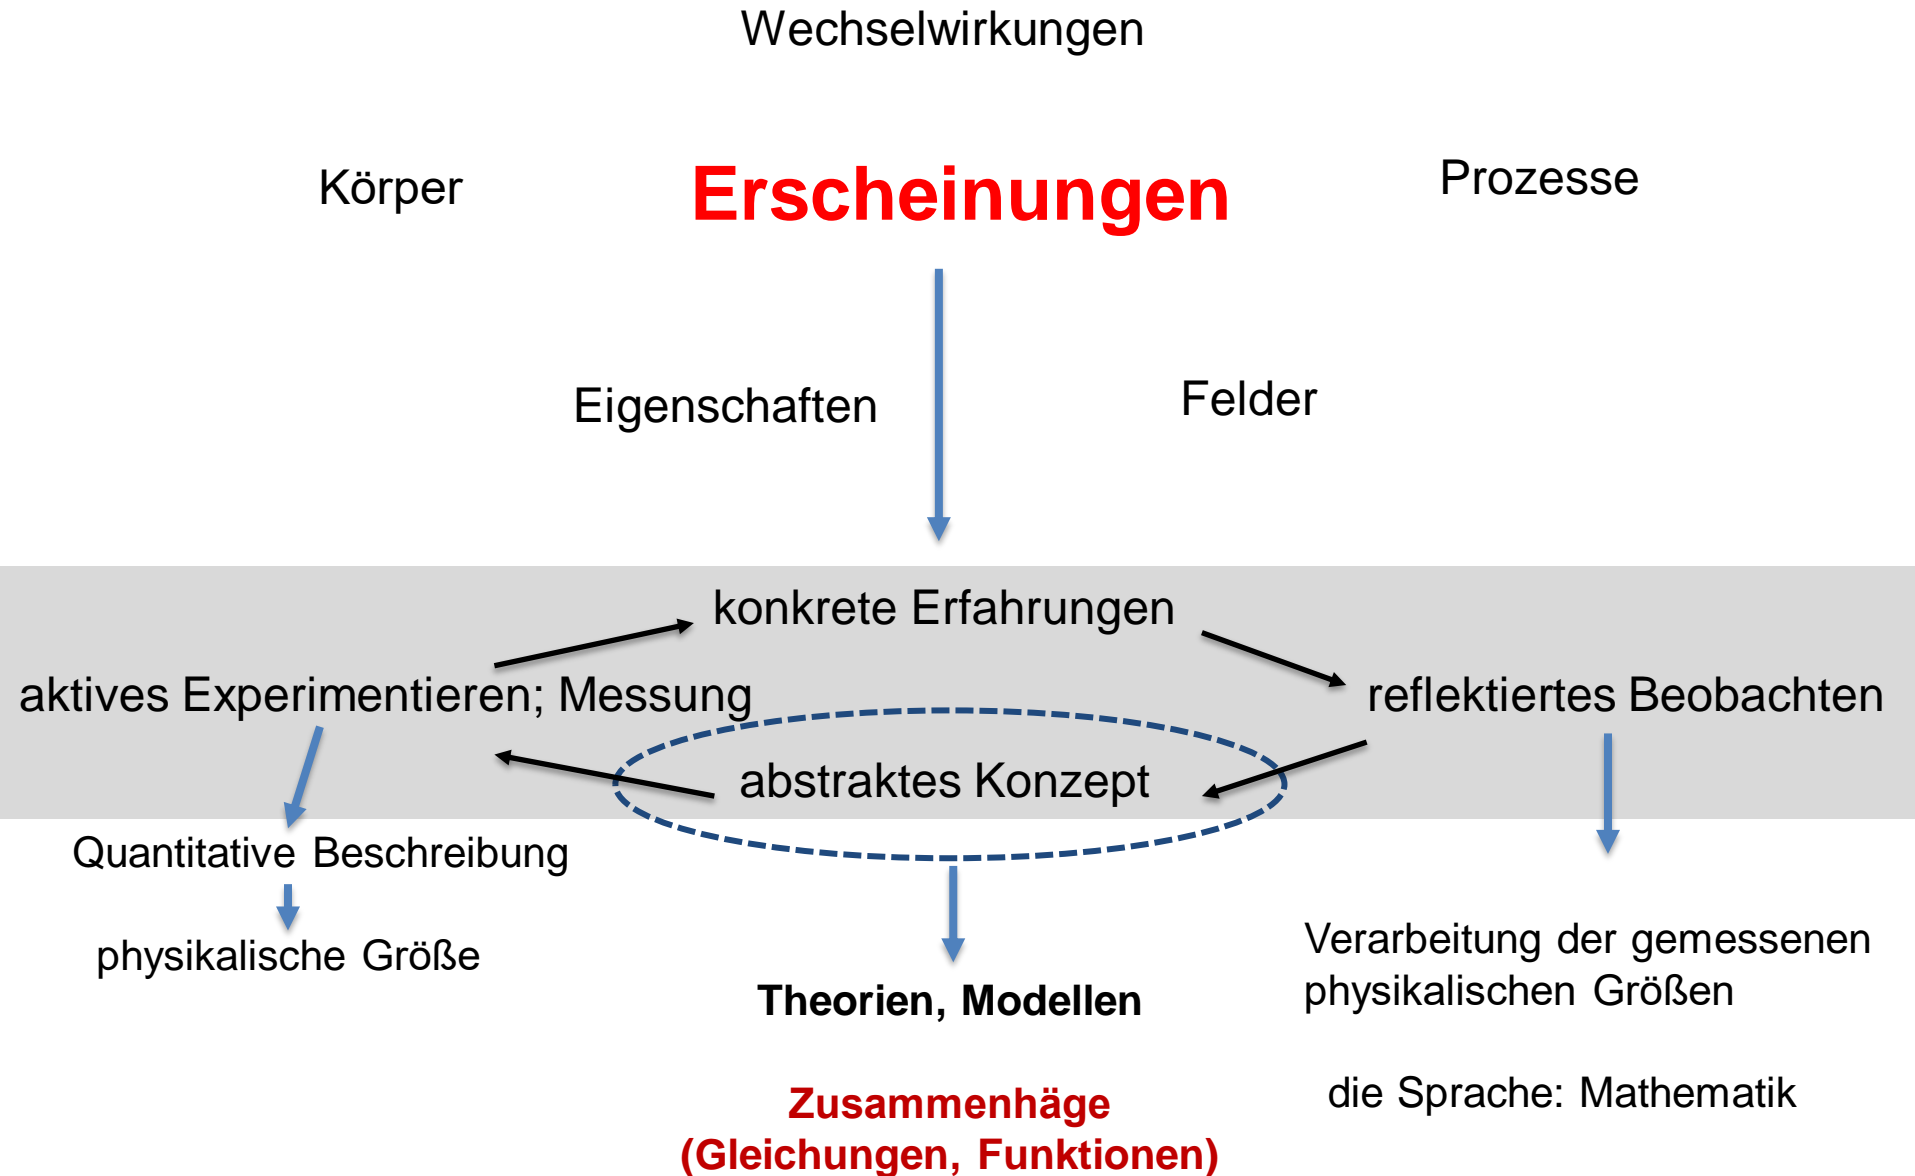 Wechselwirkungen
Körper
Erscheinungen
Prozesse
Eigenschaften
Felder
konkrete Erfahrungen
aktives Experimentieren; Messung
reflektiertes Beobachten
abstraktes Konzept
Quantitative Beschreibung
physikalische Größe
Theorien, Modellen
Zusammenhäge
(Gleichungen, Funktionen)
Verarbeitung der gemessenen
physikalischen Größen
die Sprache: Mathematik